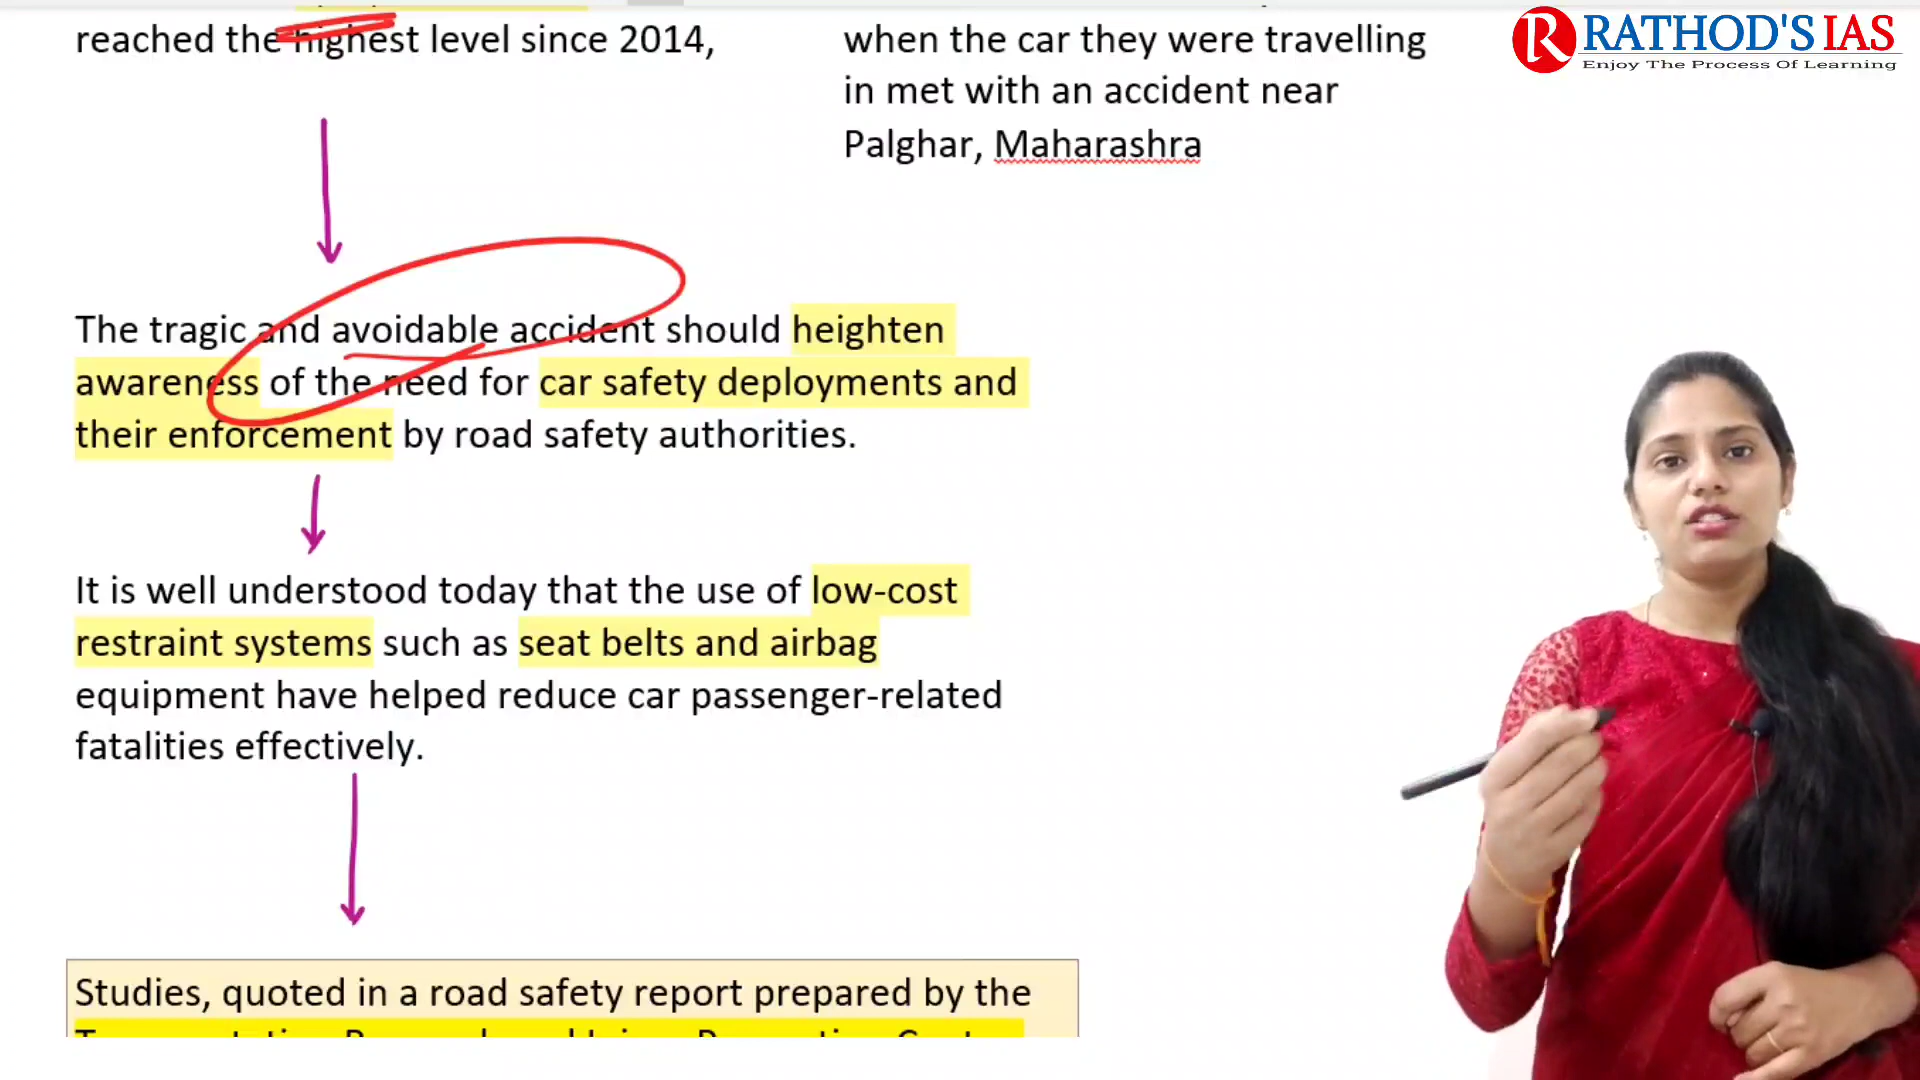 reached the highest level since 2014,
The tragic and avoidable accident should heighten
awareness of the need for car safety deployments and
their enforcement by road safety authorities.
It is well understood today that the use of low-cost
restraint systems such as seat belts and airbag
equipment have helped reduce car passenger-related
fatalities effectively.
Studies, quoted in a road safety report prepared by the
when the car they were travelling
in met with an accident near
Palghar, Maharashra
RATHOD'S IAS
Enjoy The Process Of Learning